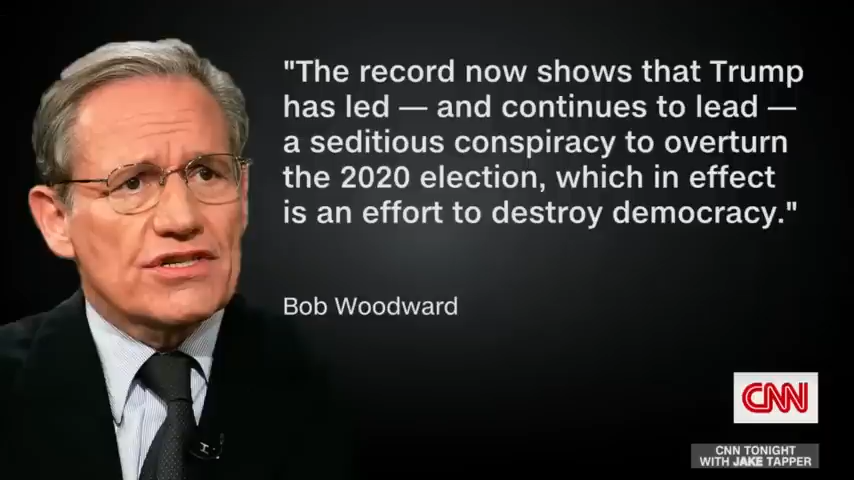 "The record now shows that Trump
has led — and continues to lead —
a seditious conspiracy to overturn
the 2020 election, which in effect
is an effort to destroy democracy."
Bob Woodward
CNN
CNN TONIGHT
WITH JAKE TAPPER